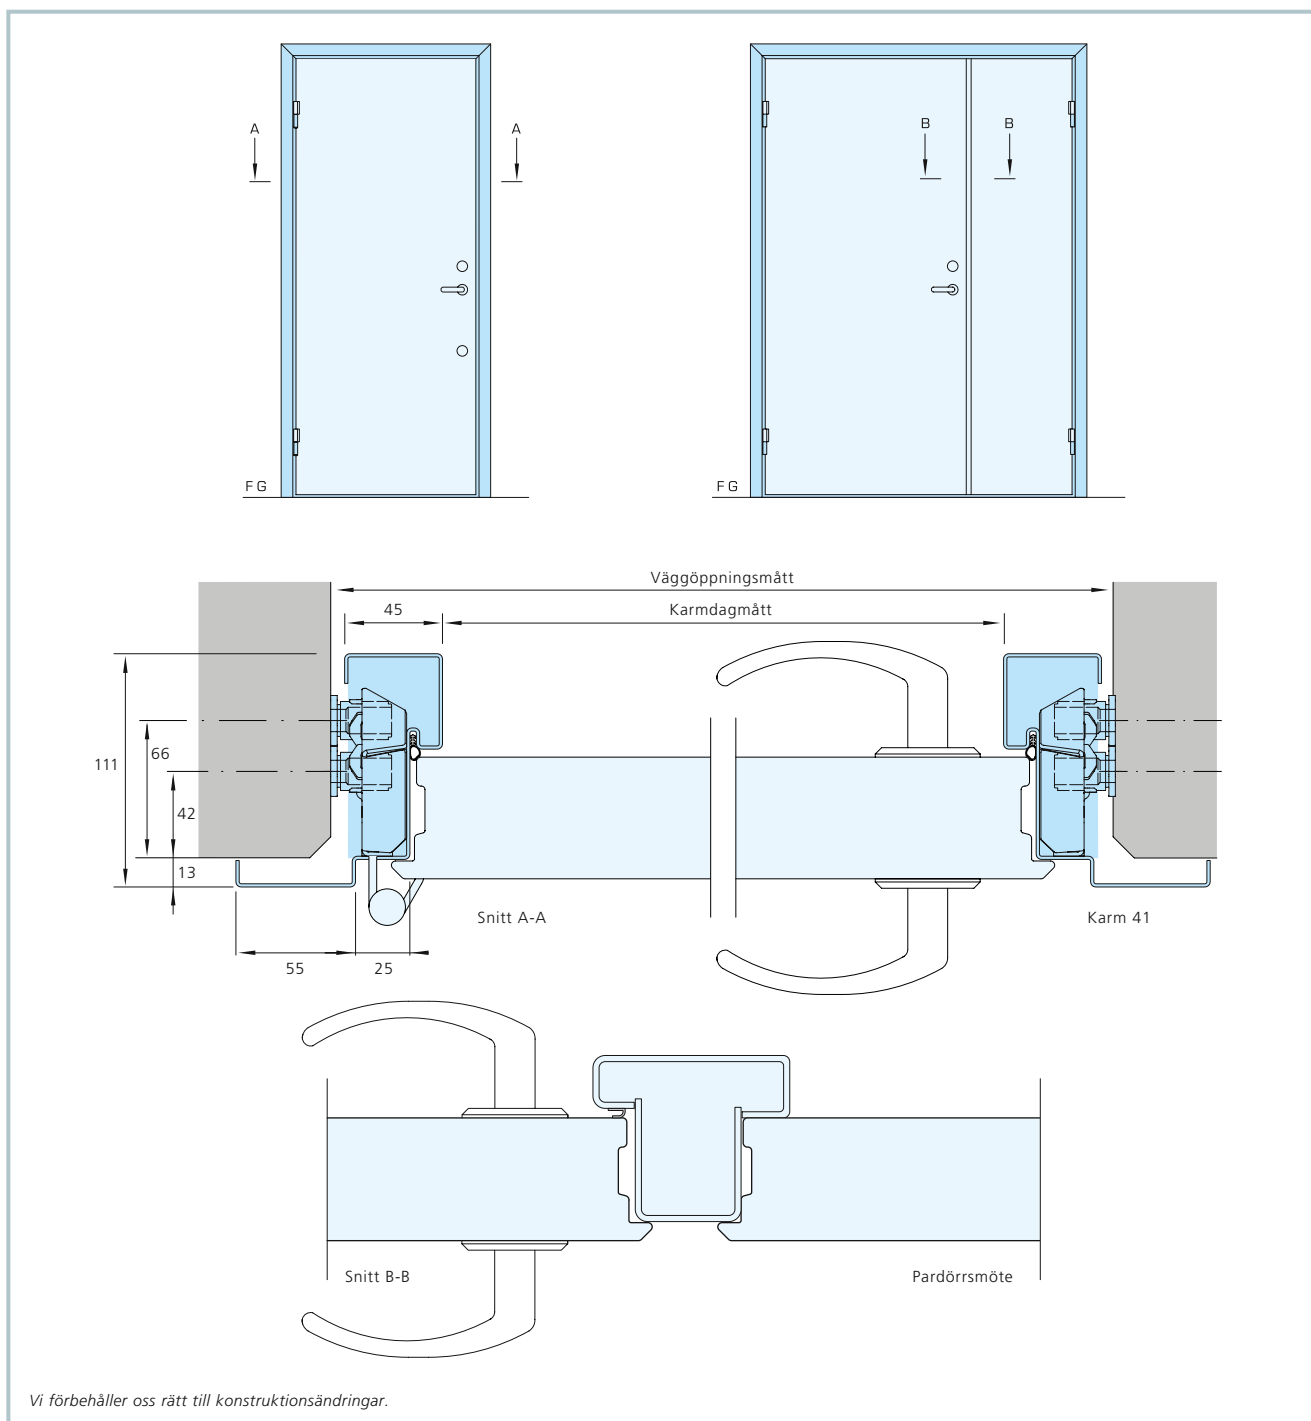 A
A
B
B
FG
FG
Väggöppningsmått
45
Karmdagmått
111
66
42
13
Snitt A-A
Karm 41
55
25
Snitt B-B
Pardörrsmöte
Vi förbehåller oss rätt till konstruktionsändringar.